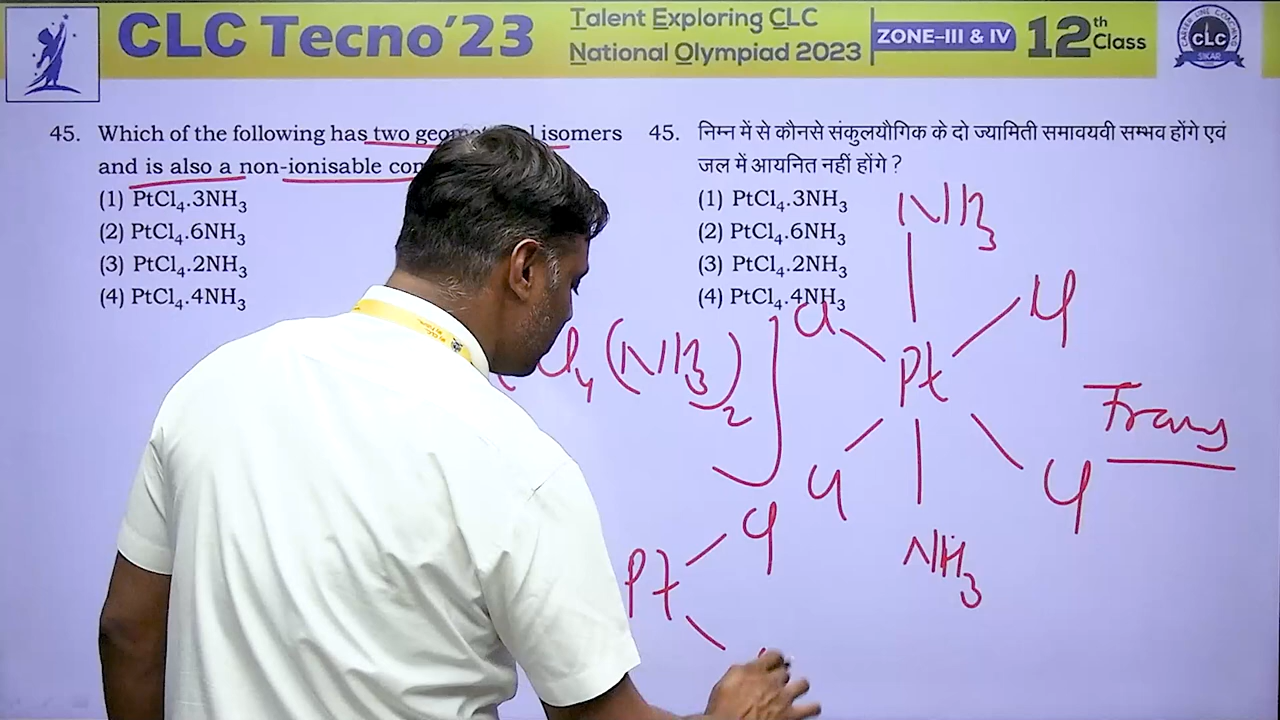 CLC Tecno'23
Talent Exploring CLC
National Olympiad 2023
ZONE–III & IV
12th Class
CLC
SIKAR
45. Which of the following has two geometrical isomers
and is also a non-ionisable
(1) PtCl₄.3NH₃
(2) PtCl₄.6NH₃
(3) PtCl₄.2NH₃
(4) PtCl₄.4NH₃
45. निम्न में से कौनसे संकुलयौगिक के दो ज्यामिती समावयवी सम्भव होंगे एवं
जल में आयनित नहीं होंगे ?
(1) PtCl₄.3NH₃
(2) PtCl₄.6NH₃
(3) PtCl₄.2NH₃
(4) PtCl₄.4NH₃
Cl₄(NH₃)₂]
NH₃
Cl Cl
Pt
Cl Cl
NH₃
Trans
Cl
Pt